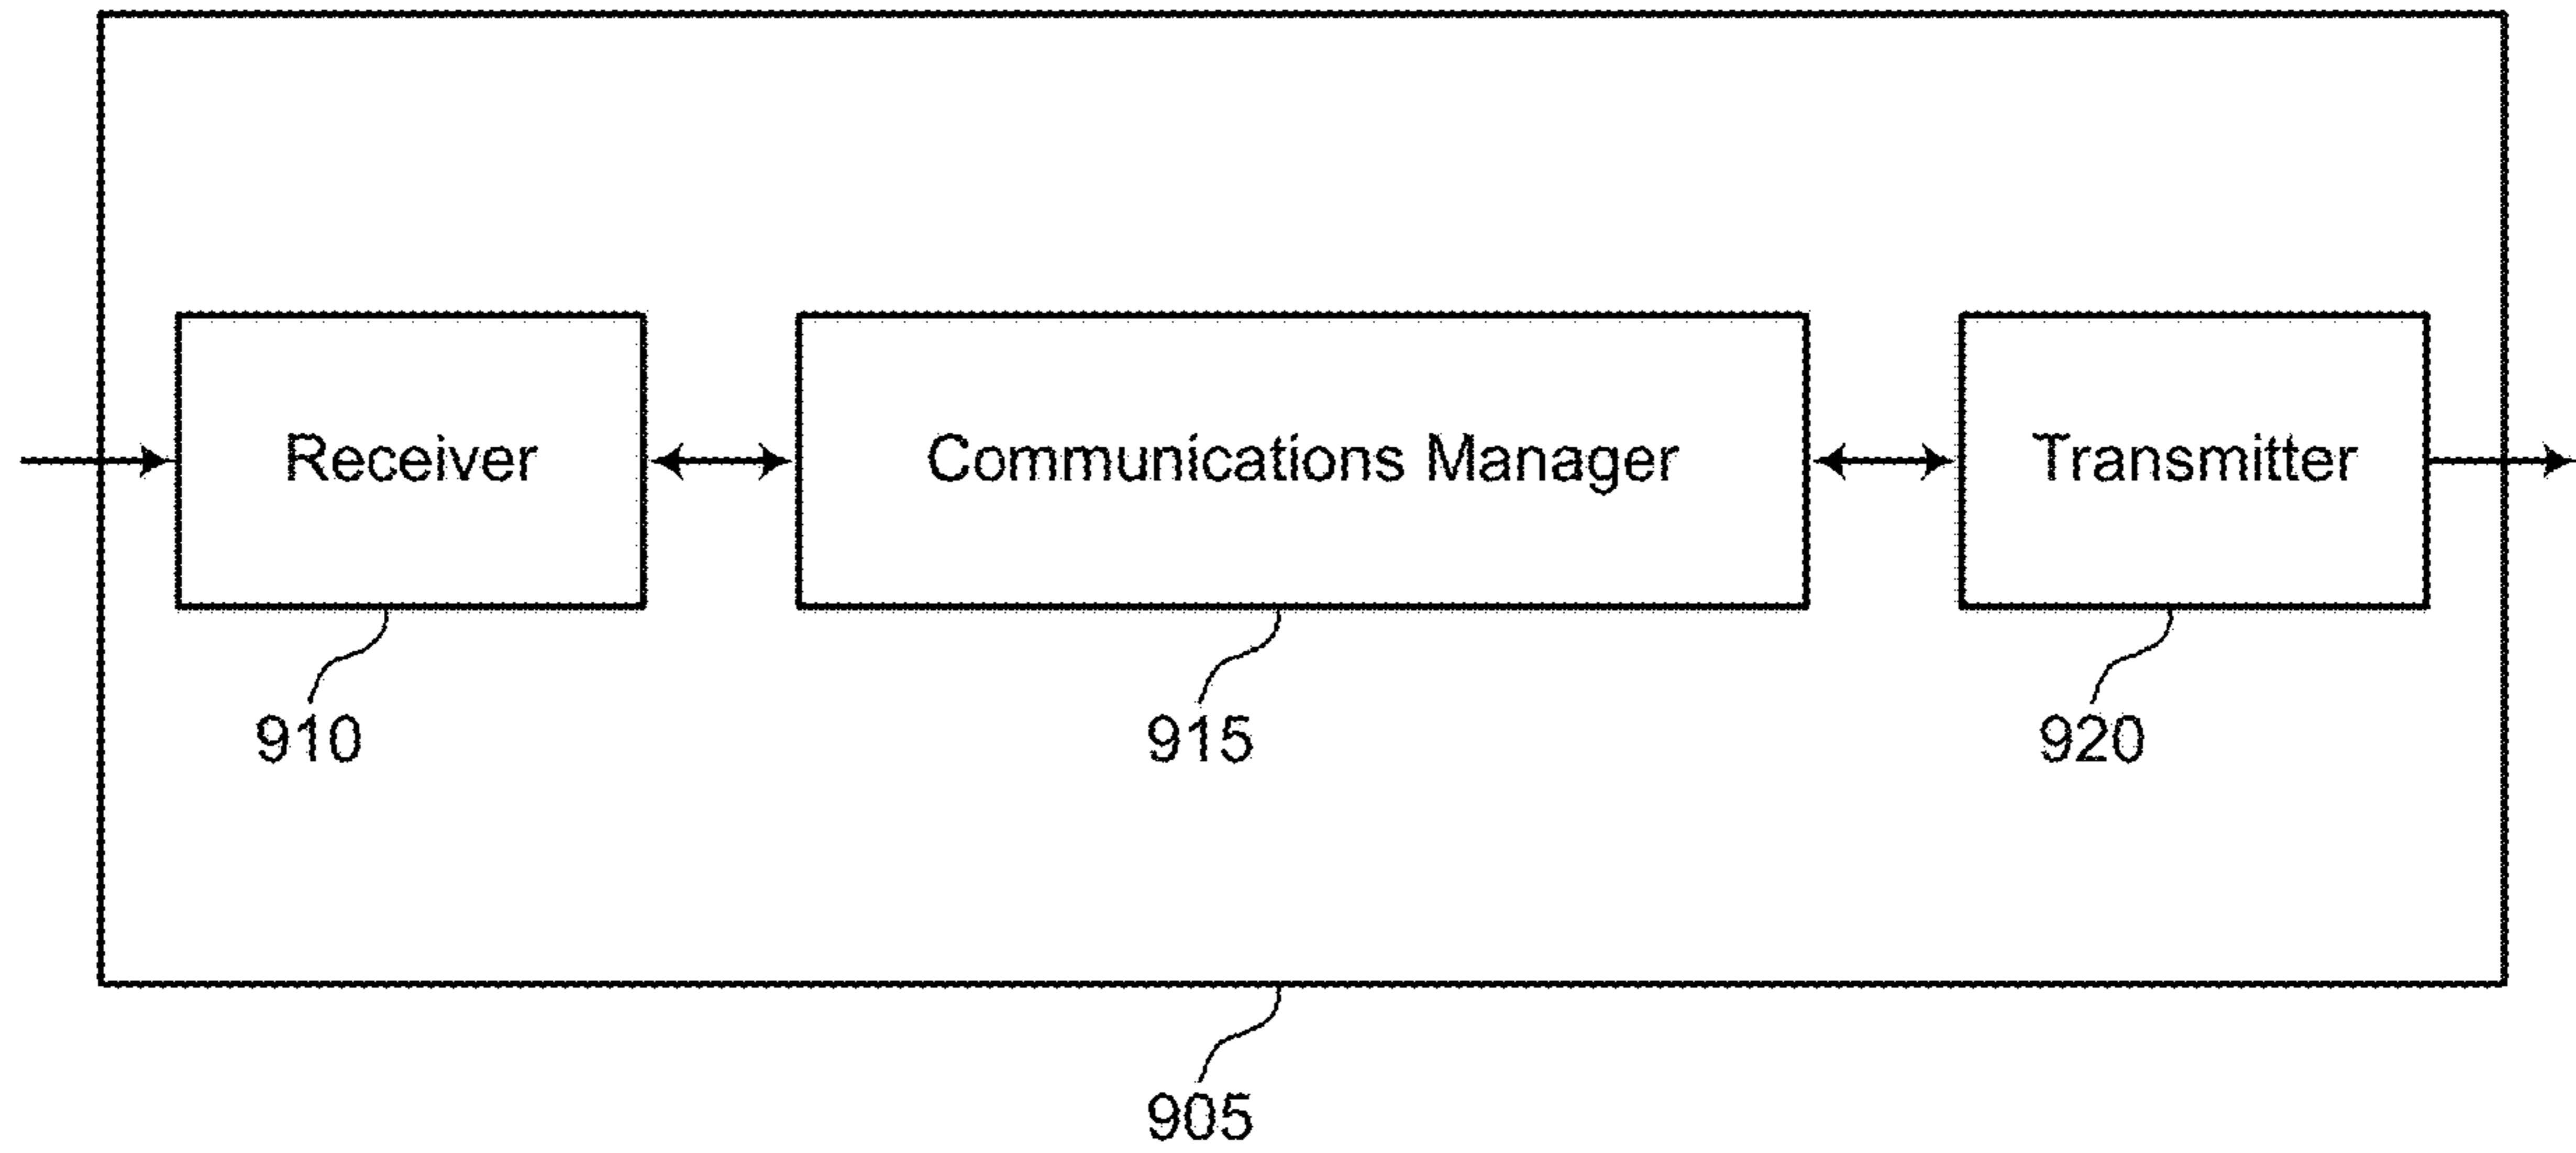 Receiver
Communications Manager
Transmitter
910
915
920
905